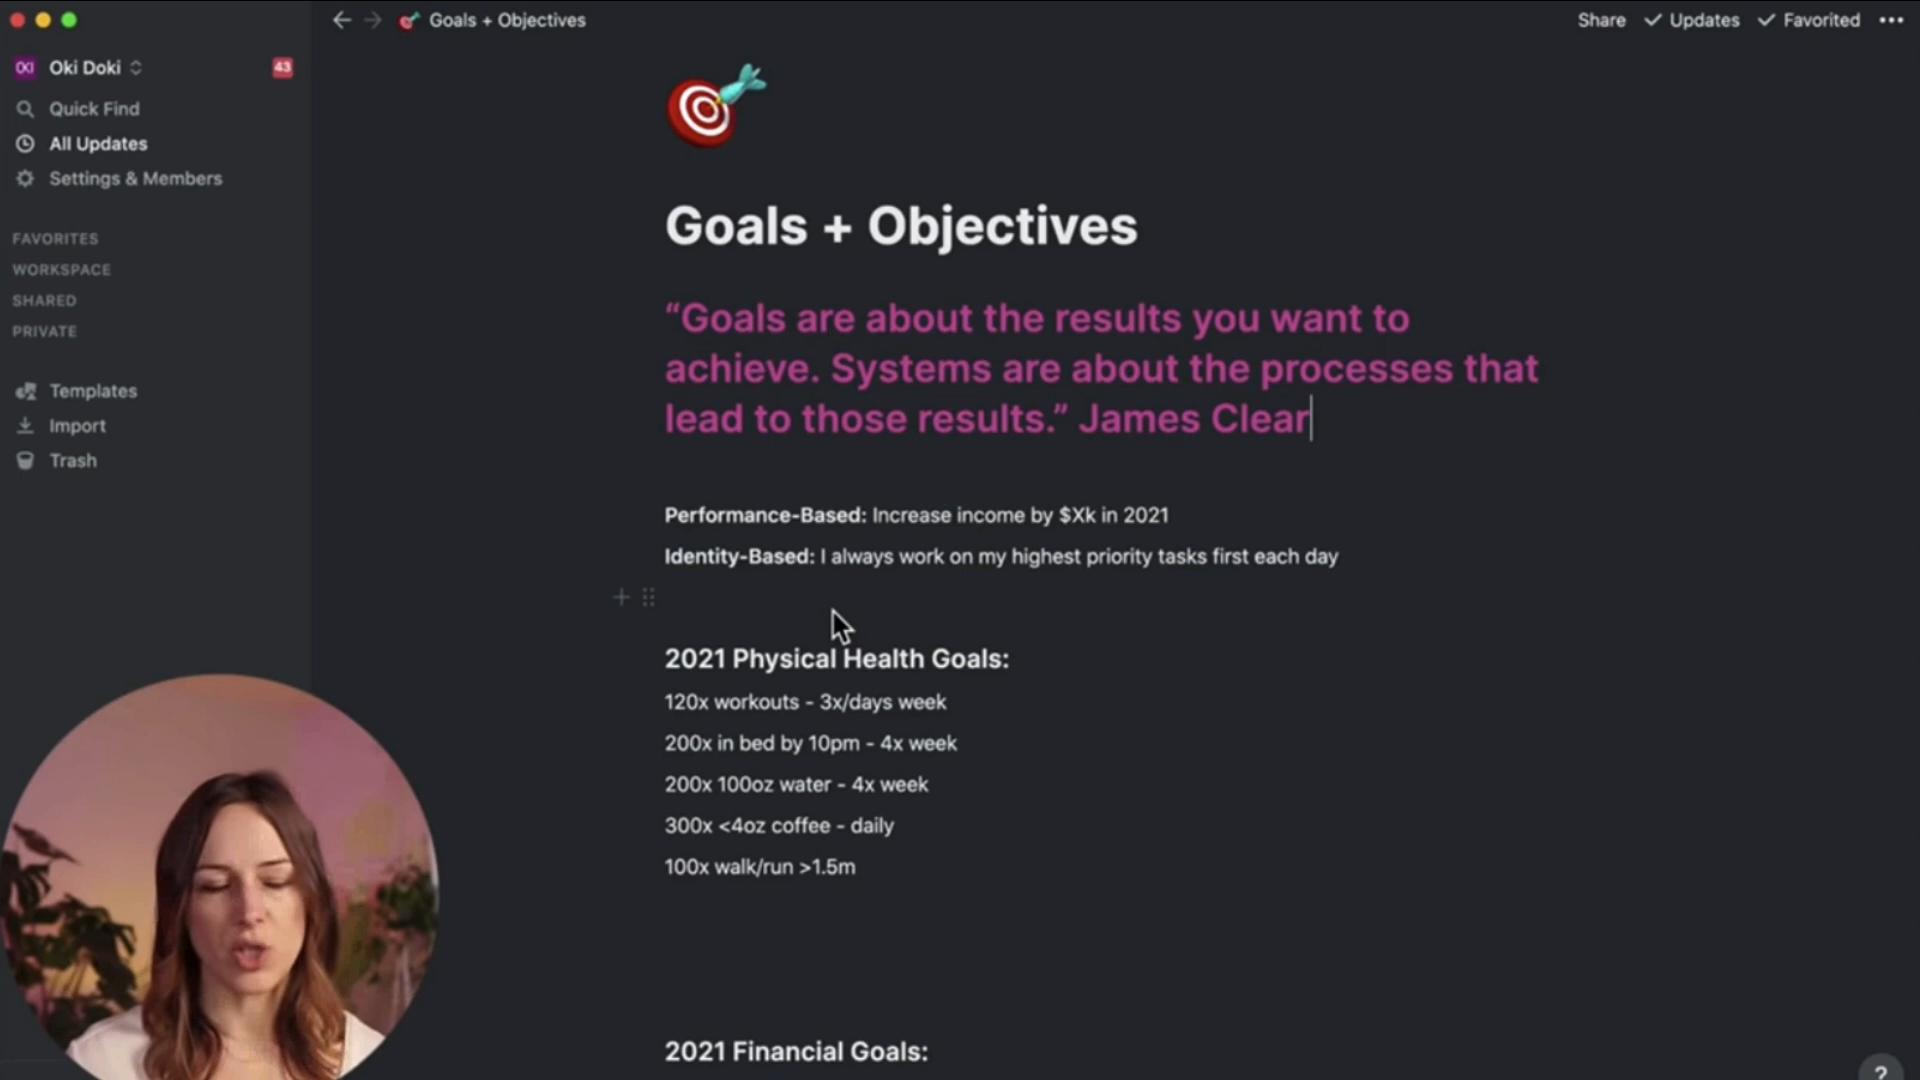 Goals + Objectives
Share
Updates
Favorited
OKI
Oki Doki
43
Quick Find
All Updates
Settings & Members
FAVORITES
WORKSPACE
SHARED
PRIVATE
Templates
Import
Trash
Goals + Objectives
“Goals are about the results you want to
achieve. Systems are about the processes that
lead to those results.” James Clear
Performance-Based: Increase income by $Xk in 2021
Identity-Based: I always work on my highest priority tasks first each day
2021 Physical Health Goals:
120x workouts - 3x/days week
200x in bed by 10pm - 4x week
200x 100oz water - 4x week
300x <4oz coffee - daily
100x walk/run >1.5m
2021 Financial Goals:
?